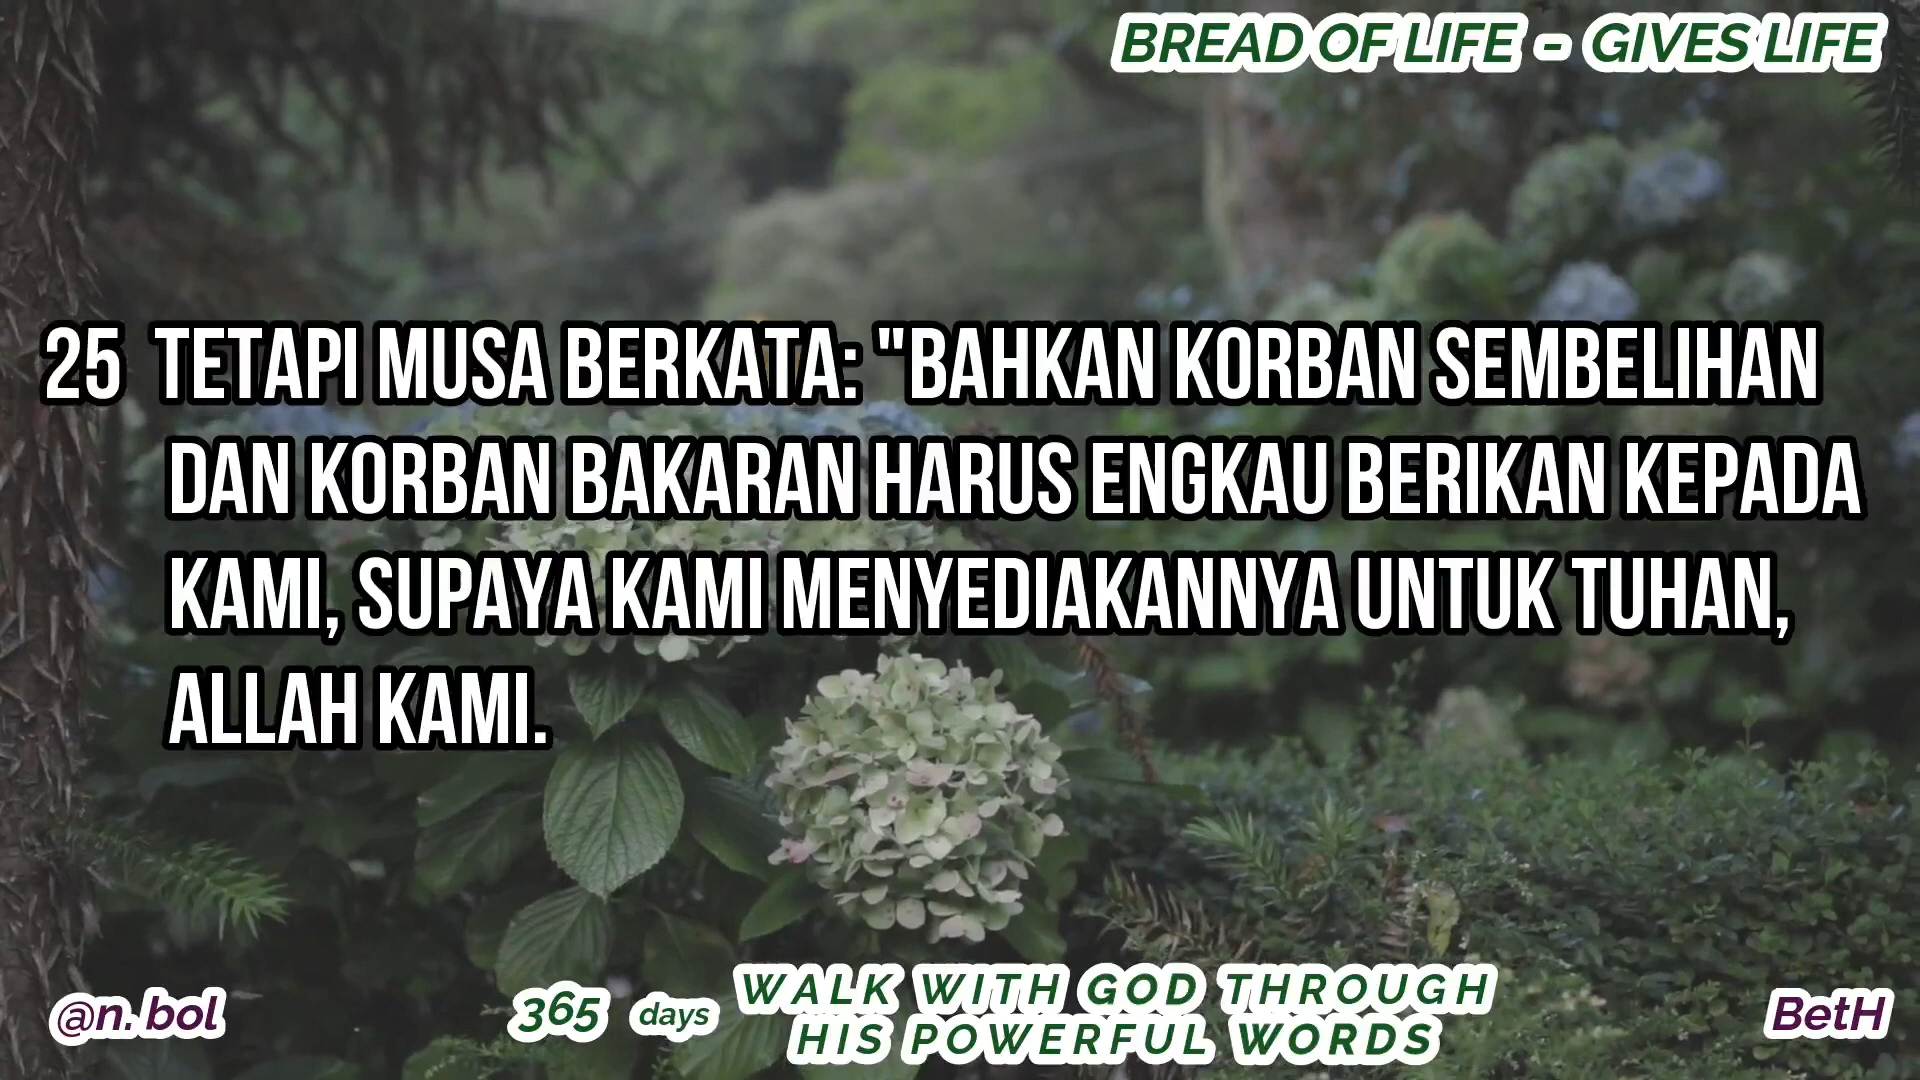 BREAD OF LIFE - GIVES LIFE
25 TETAPI MUSA BERKATA: "BAHKAN KORBAN SEMBELIHAN
DAN KORBAN BAKARAN HARUS ENGKAU BERIKAN KEPADA
KAMI, SUPAYA KAMI MENYEDIAKANNYA UNTUK TUHAN,
ALLAH KAMI.
@n.bol
365 days
WALK WITH GOD THROUGH
HIS POWERFUL WORDS
BetH